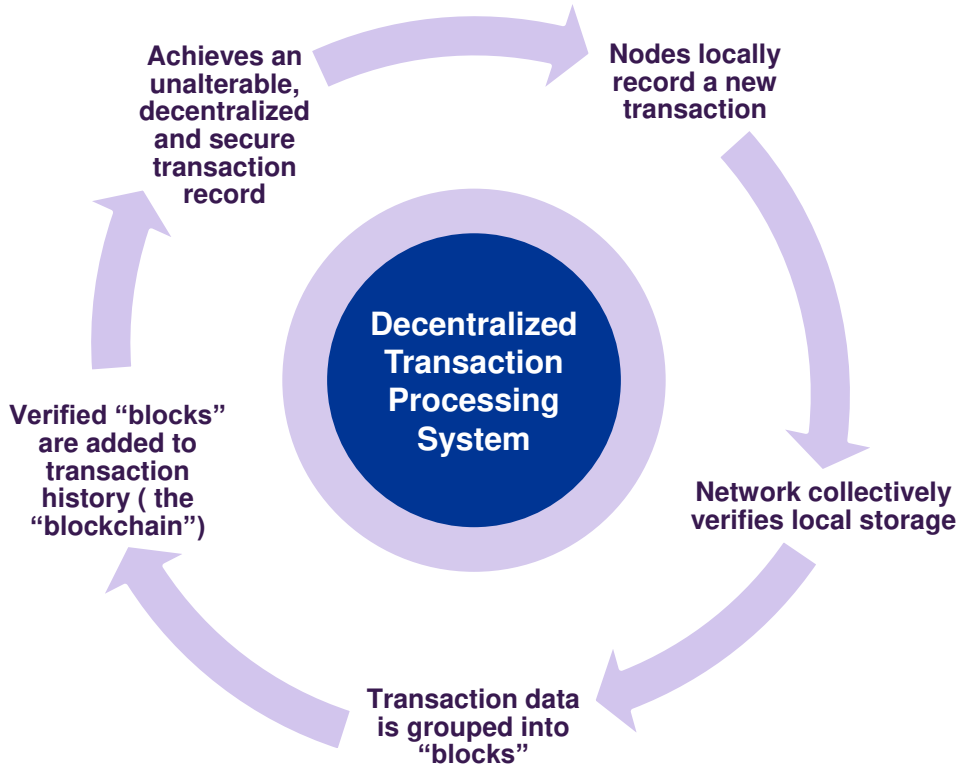 Achieves an
unalterable,
decentralized
and secure
transaction
record
Nodes locally
record a new
transaction
Decentralized
Transaction
Processing
System
Network collectively
verifies local storage
Transaction data
is grouped into
“blocks”
Verified “blocks”
are added to
transaction
history ( the
“blockchain”)